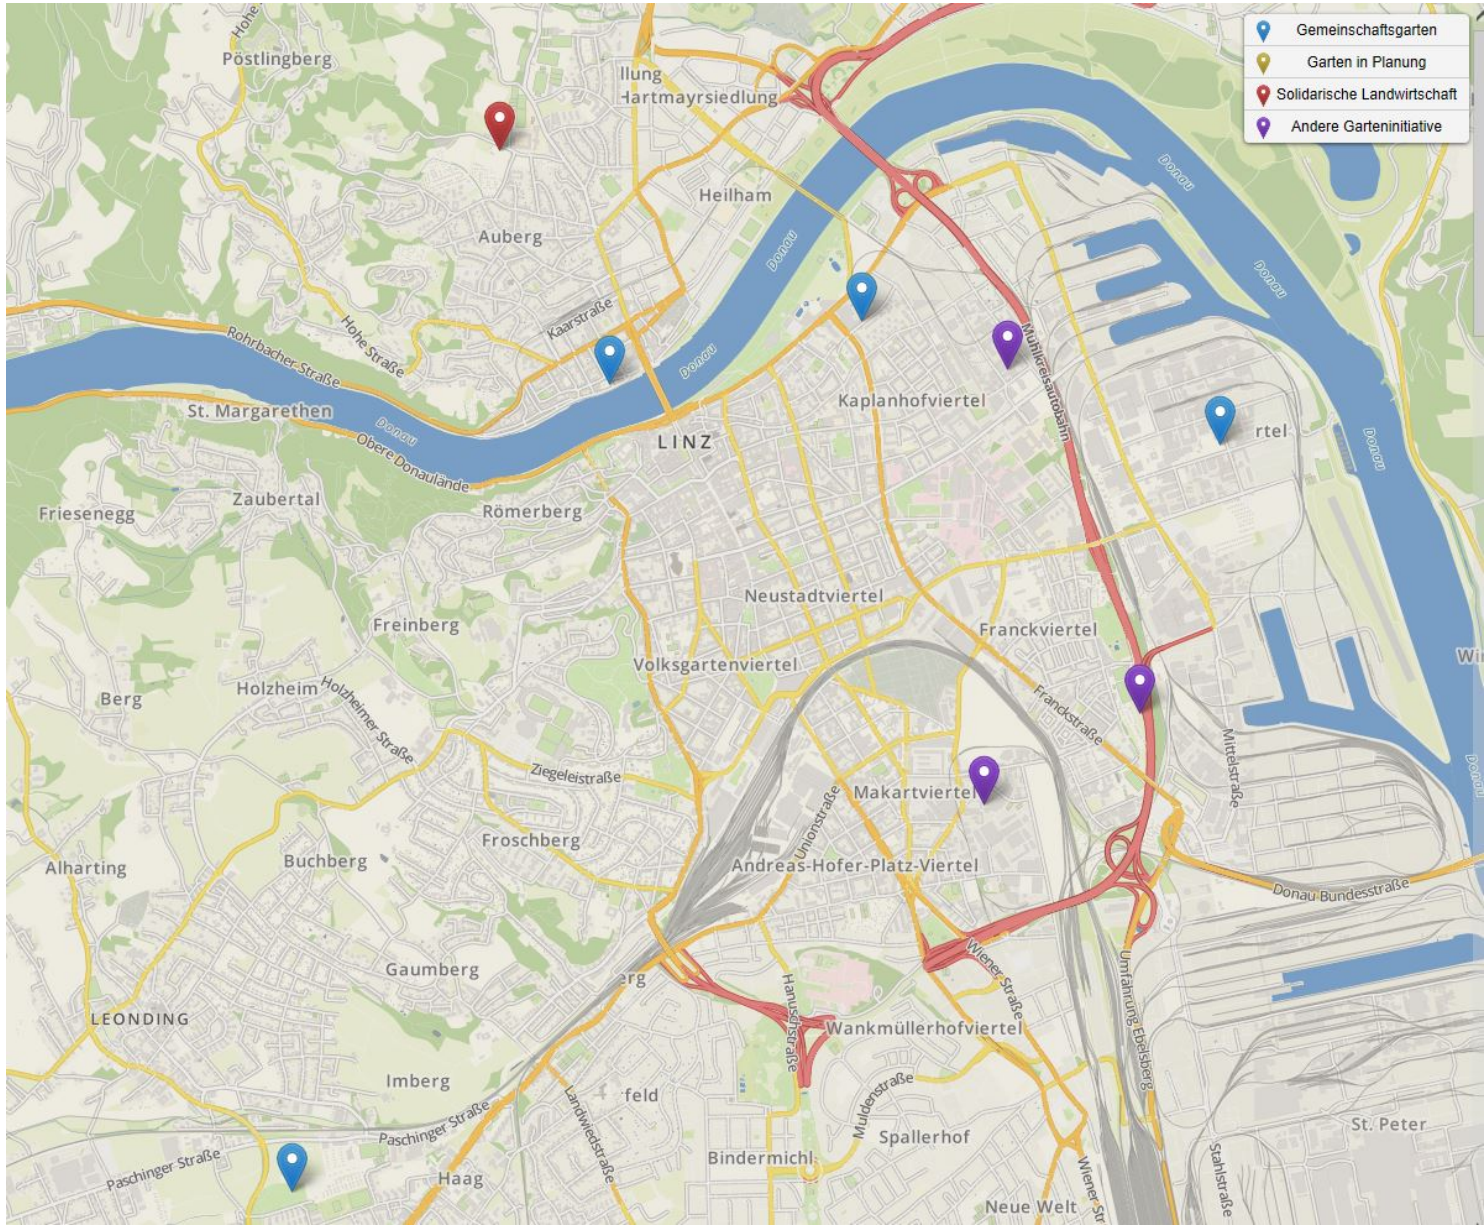 Gemeinschaftsgarten
Garten in Planung
Solidarische Landwirtschaft
Andere Garteninitiative
Hohe
Pöstlingberg
llung
Hartmayrsiedlung
Donau
Heilham
Auberg
Donau
Donau
Kaarstraße
Hohe Straße
Rohrbacher Straße
Donau
Mühlkreisautobahn
St. Margarethen
Kaplanhofviertel
Donau
Obere Donaulände
LINZ
rtel
Donau
Zaubertal
Friesenegg
Römerberg
Neustadtviertel
Freinberg
Franckviertel
Volksgartenviertel
Berg
Holzheim
Holzheimer Straße
Franckstraße
Mittelstraße
Ziegeleistraße
Makartviertel
Donau
Unionstraße
Froschberg
Buchberg
Alharting
Andreas-Hofer-Platz-Viertel
Donau Bundesstraße
Gaumberg
erg
Wiener Straße
Hanuschstraße
Umfahrung Ebelsberg
LEONDING
Wankmüllerhofviertel
Imberg
feld
Muldenstraße
Landwiedstraße
Paschinger Straße
St. Peter
Spallerhof
Paschinger Straße
Bindermichl
Haag
Stahlstraße
Wiener Str
Neue Welt